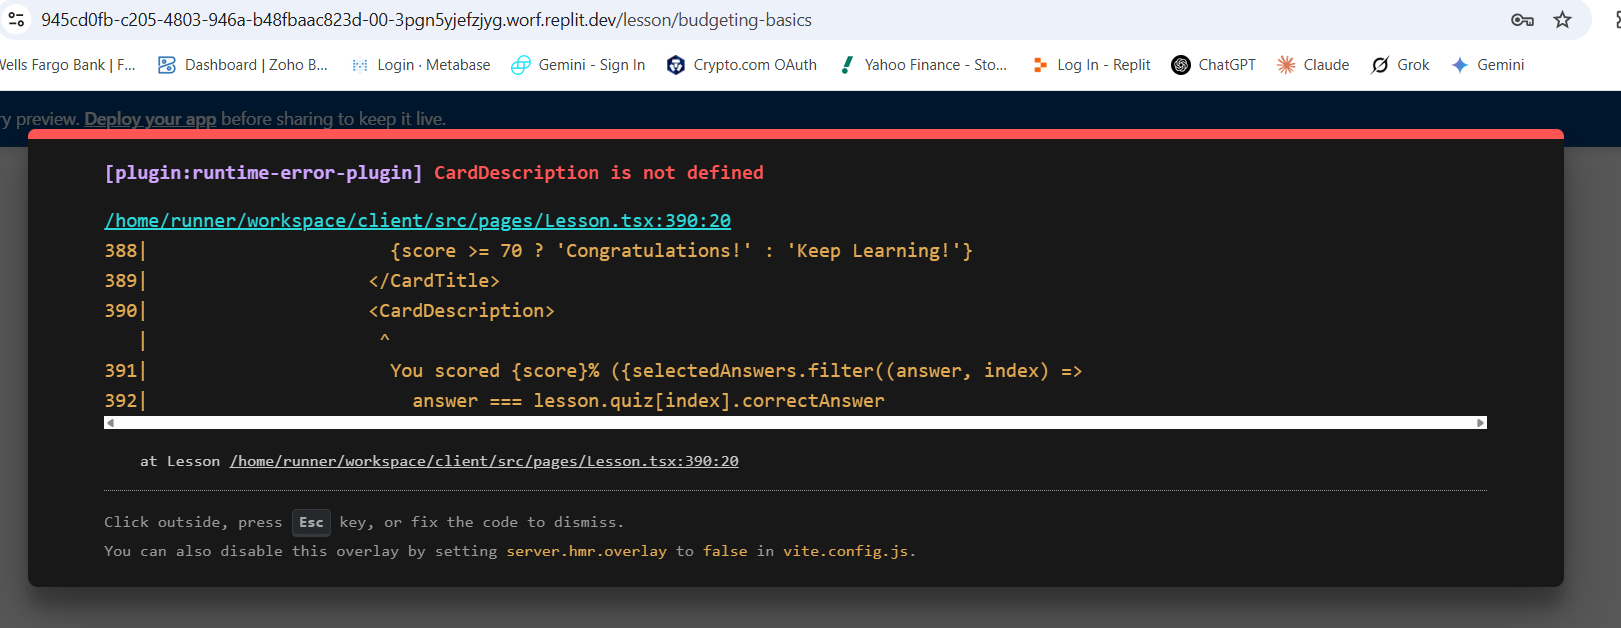 945cd0fb-c205-4803-946a-b48fbaac823d-00-3pgn5yjefzjyg.worf.replit.dev/lesson/budgeting-basics
ells Fargo Bank | F... Dashboard | Zoho B... Login · Metabase Gemini - Sign In Crypto.com OAuth Yahoo Finance - Sto... Log In - Replit ChatGPT Claude Grok Gemini
ry preview. Deploy your app before sharing to keep it live.
[plugin:runtime-error-plugin] CardDescription is not defined
/home/runner/workspace/client/src/pages/Lesson.tsx:390:20
388| {score >= 70 ? 'Congratulations!' : 'Keep Learning!'}
389| </CardTitle>
390| <CardDescription>
| ^
391| You scored {score}% ({selectedAnswers.filter((answer, index) =>
392| answer === lesson.quiz[index].correctAnswer
at Lesson /home/runner/workspace/client/src/pages/Lesson.tsx:390:20
Click outside, press Esc key, or fix the code to dismiss.
You can also disable this overlay by setting server.hmr.overlay to false in vite.config.js.